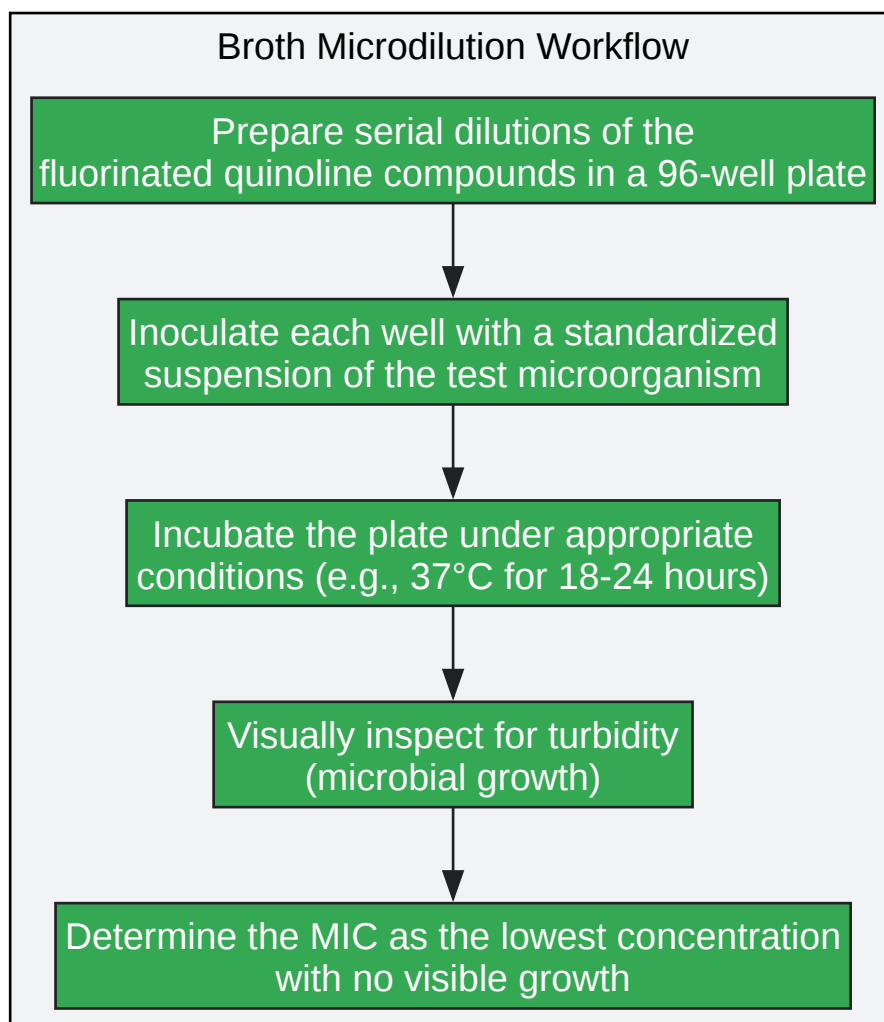 Broth Microdilution Workflow
Prepare serial dilutions of the
fluorinated quinoline compounds in a 96-well plate
Inoculate each well with a standardized
suspension of the test microorganism
Incubate the plate under appropriate
conditions (e.g., 37°C for 18-24 hours)
Visually inspect for turbidity
(microbial growth)
Determine the MIC as the lowest concentration
with no visible growth